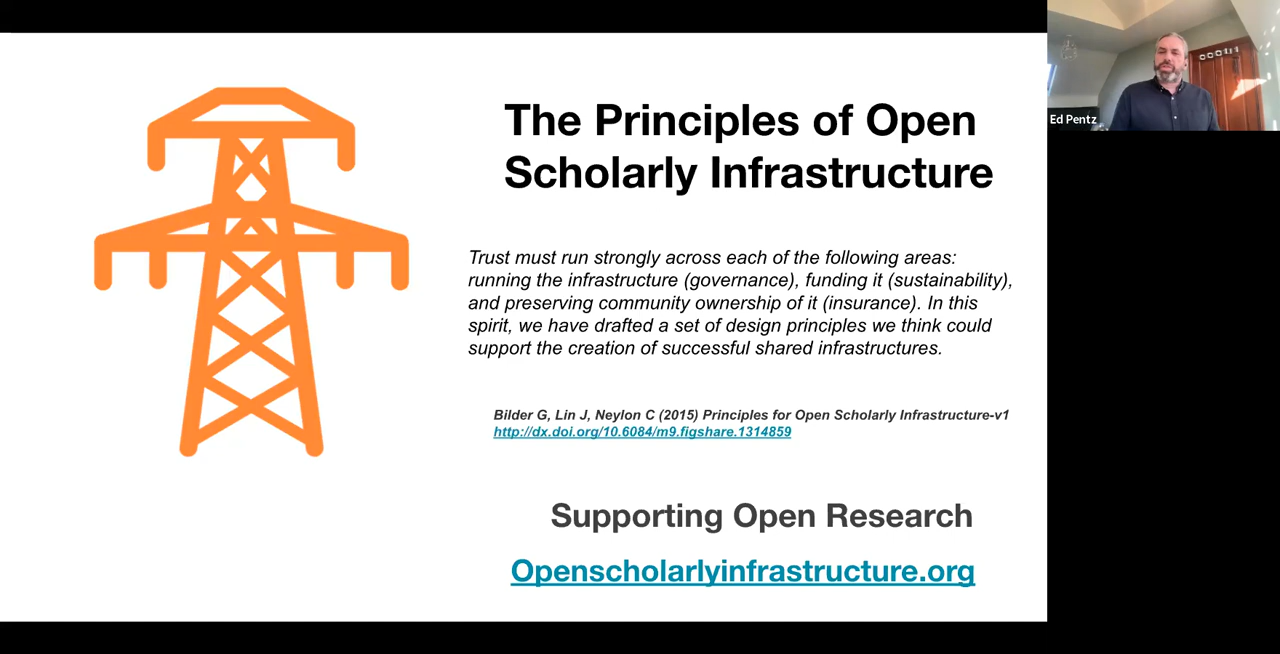 The Principles of Open
Scholarly Infrastructure
Trust must run strongly across each of the following areas:
running the infrastructure (governance), funding it (sustainability),
and preserving community ownership of it (insurance). In this
spirit, we have drafted a set of design principles we think could
support the creation of successful shared infrastructures.
Bilder G, Lin J, Neylon C (2015) Principles for Open Scholarly Infrastructure-v1
http://dx.doi.org/10.6084/m9.figshare.1314859
Supporting Open Research
Openscholarlyinfrastructure.org
Ed Pentz